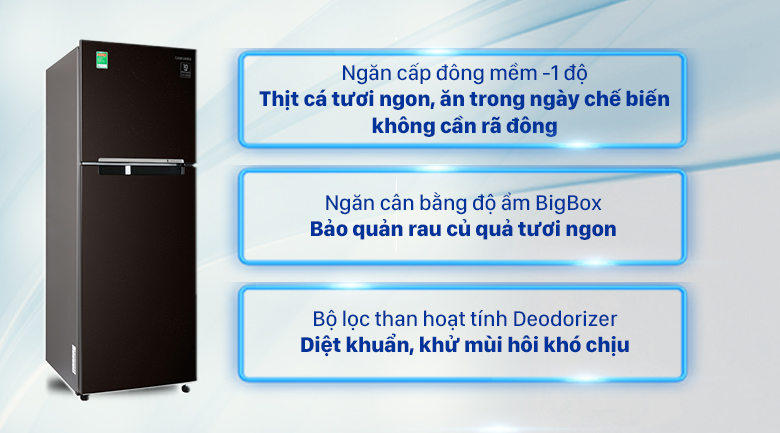 Ngăn cấp đông mềm -1 độ
Thịt cá tươi ngon, ăn trong ngày chế biến
không cần rã đông
Ngăn cân bằng độ ẩm BigBox
Bảo quản rau củ quả tươi ngon
Bộ lọc than hoạt tính Deodorizer
Diệt khuẩn, khử mùi hôi khó chịu
SAMSUNG
10